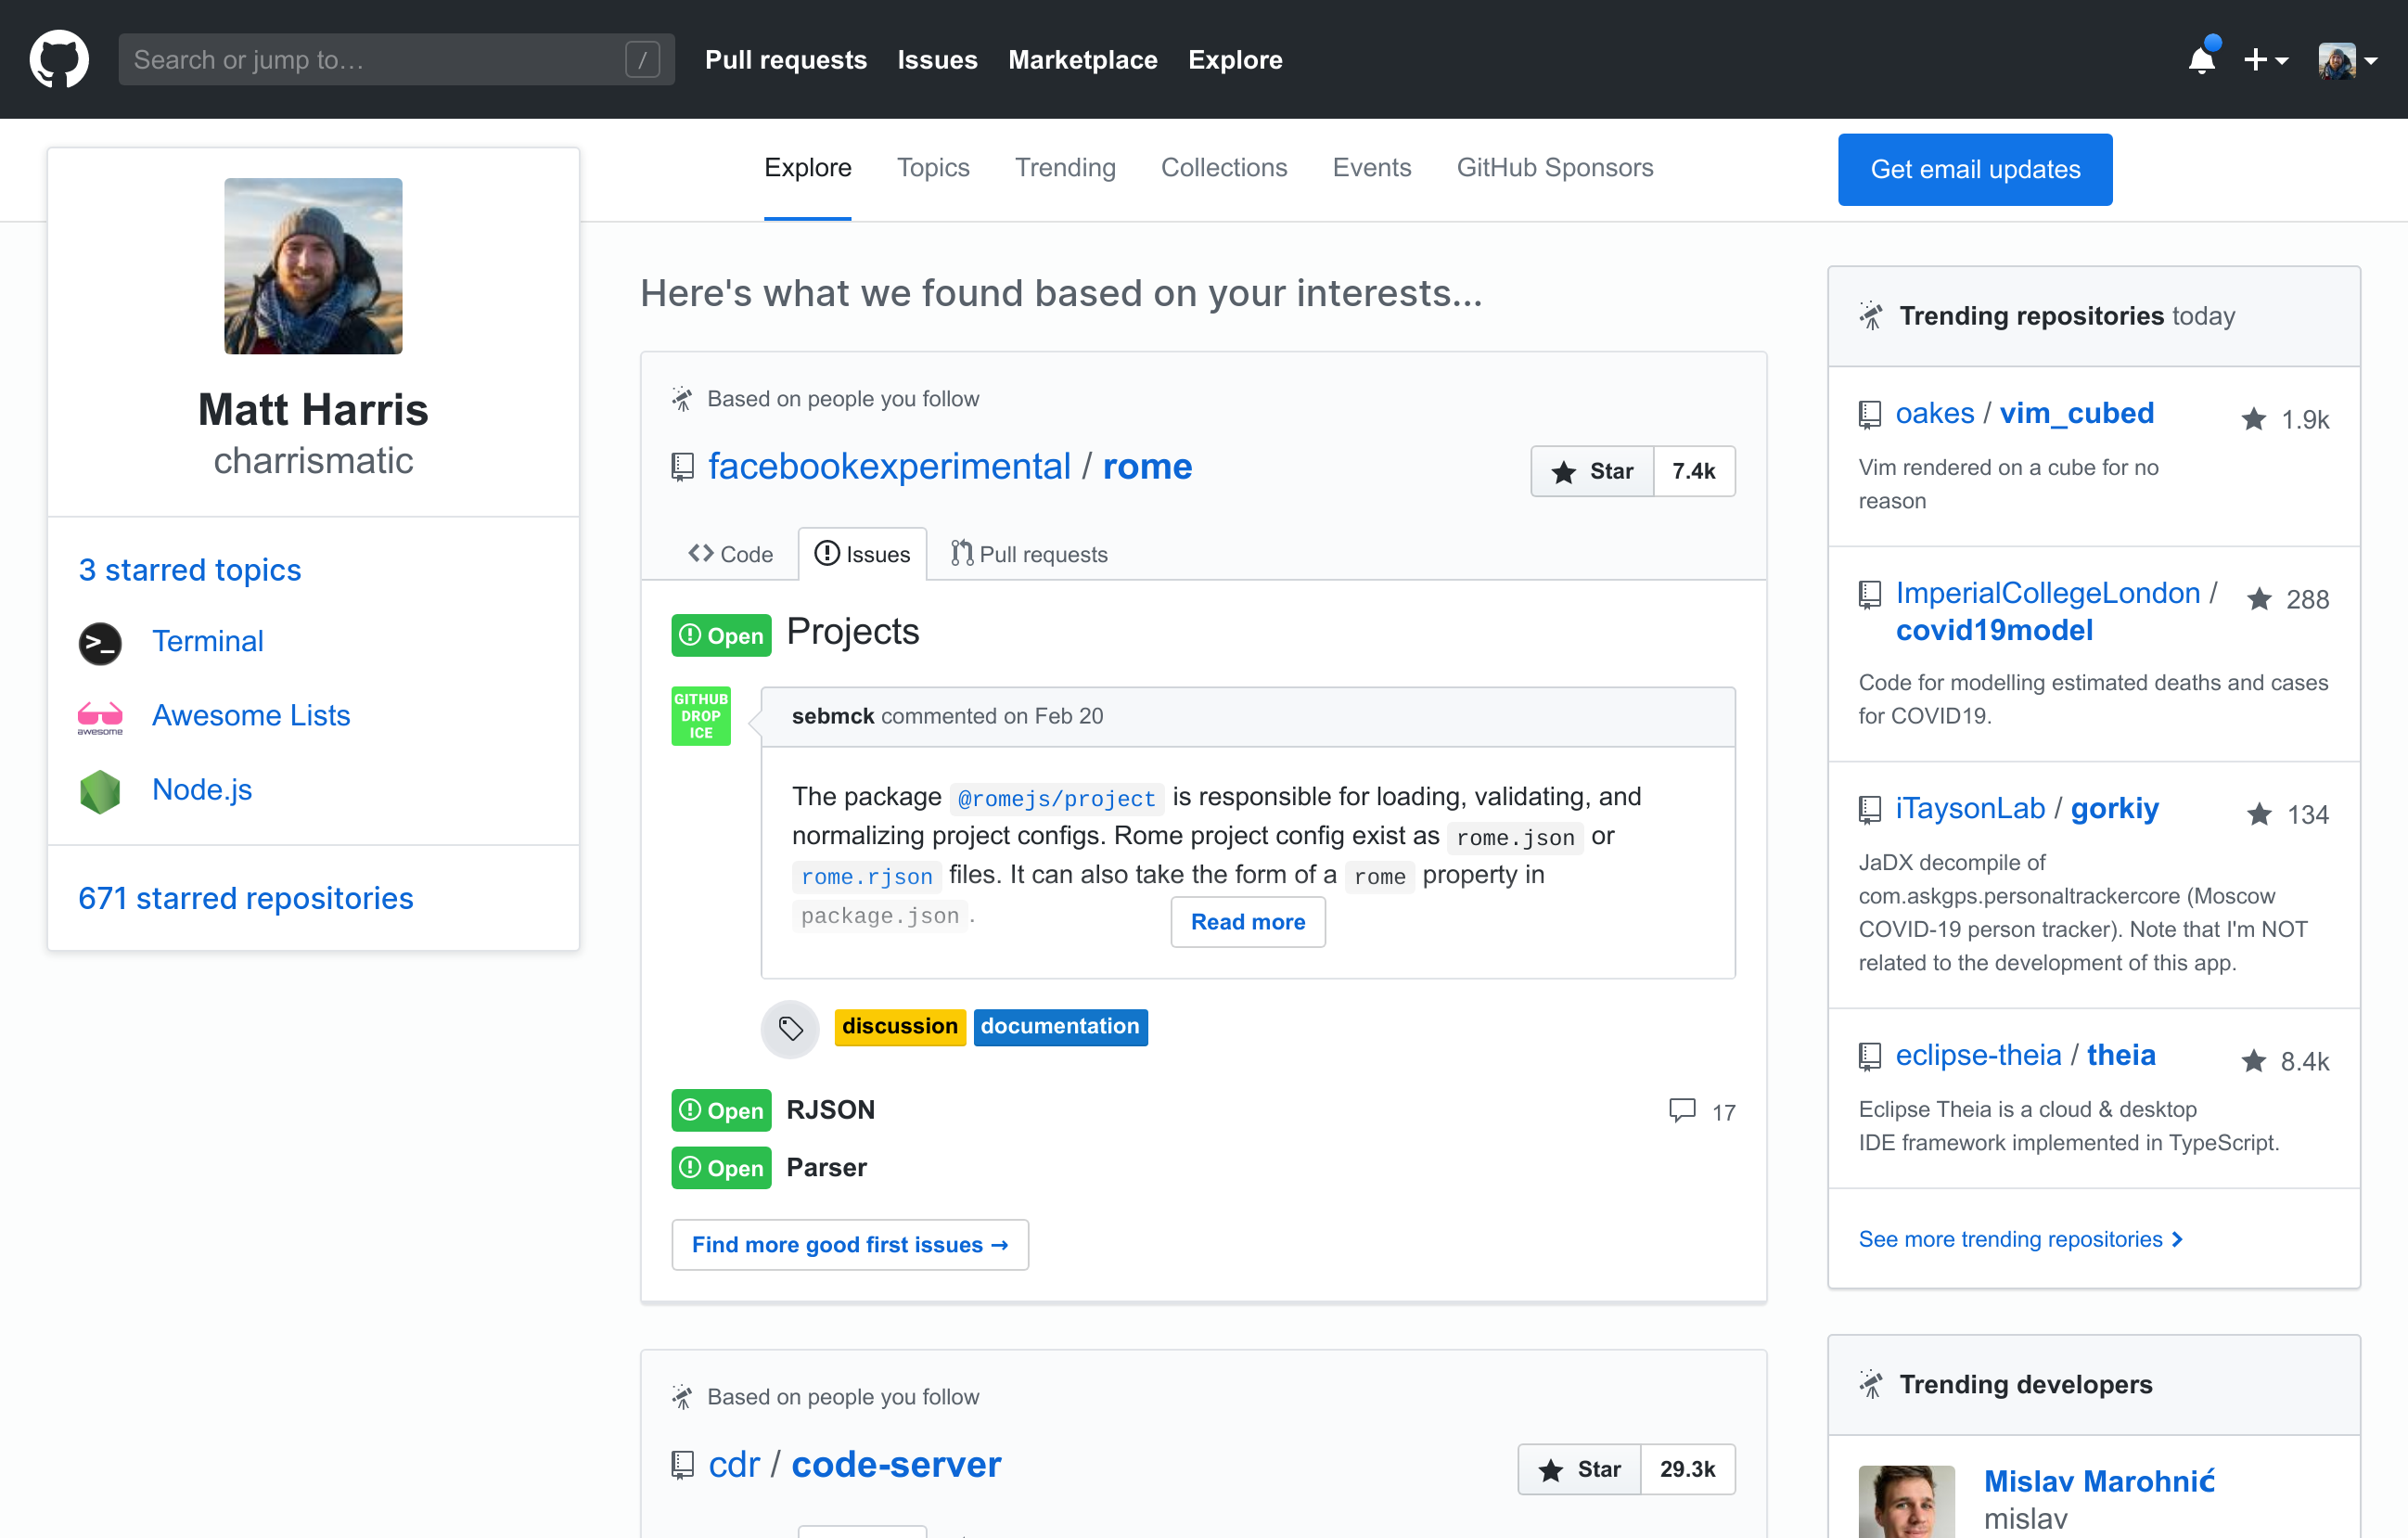 Search or jump to…
/
Pull requests
Issues
Marketplace
Explore
Explore
Topics
Trending
Collections
Events
GitHub Sponsors
Get email updates
Matt Harris
charrismatic
3 starred topics
Terminal
awesome
Awesome Lists
Node.js
671 starred repositories
Here's what we found based on your interests...
Based on people you follow
facebookexperimental / rome
Star 7.4k
Code
Issues
Pull requests
Open Projects
GITHUB
DROP
ICE
sebmck commented on Feb 20
The package @romejs/project is responsible for loading, validating, and
normalizing project configs. Rome project config exist as rome.json or
rome.rjson files. It can also take the form of a rome property in
package.json .
Read more
discussion documentation
Open RJSON 17
Open Parser
Find more good first issues →
Based on people you follow
cdr / code-server
Star 29.3k
Trending repositories today
oakes / vim_cubed 1.9k
Vim rendered on a cube for no
reason
ImperialCollegeLondon / 288
covid19model
Code for modelling estimated deaths and cases
for COVID19.
iTaysonLab / gorkiy 134
JaDX decompile of
com.askgps.personaltrackercore (Moscow
COVID-19 person tracker). Note that I'm NOT
related to the development of this app.
eclipse-theia / theia 8.4k
Eclipse Theia is a cloud & desktop
IDE framework implemented in TypeScript.
See more trending repositories
Trending developers
Mislav Marohnić
mislav